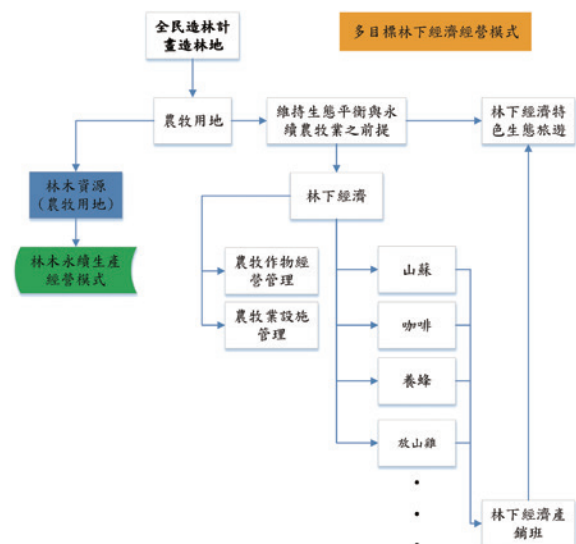 全民造林計
畫造林地
多目標林下經濟經營模式
農牧用地
維持生態平衡與永
續農牧業之前提
林下經濟特
色生態旅遊
林木資源
(農牧用地)
林下經濟
林木永續生產
經營模式
農牧作物經
營管理
山蘇
農牧業設施
管理
咖啡
養蜂
放山雞
林下經濟產
銷班